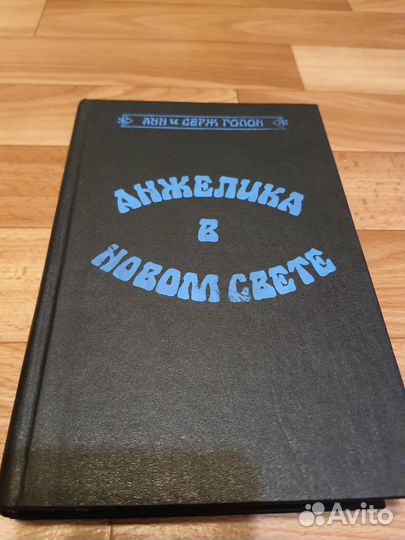 АНН И СЕРЖ ГОЛОН
АНЖЕЛИКА
В
НОВОМ СВЕТЕ
Avito